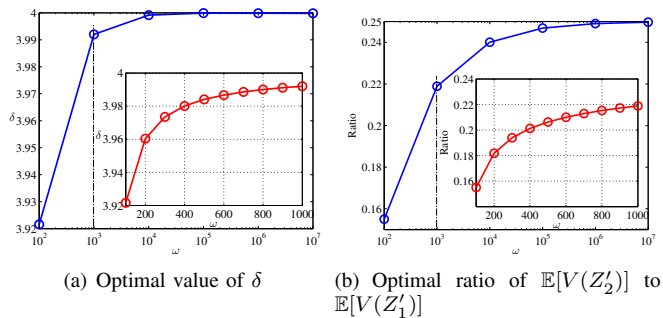 4
3.99
3.98
3.97
3.96
3.95
3.94
3.93
3.92
δ
10² 10³ 10⁴ 10⁵ 10⁶ 10⁷
ω
4
3.98
3.96
3.94
3.92
δ
200 400 600 800 1000
ω
(a) Optimal value of δ
0.25
0.24
0.22
0.2
0.18
0.16
Ratio
10² 10³ 10⁴ 10⁵ 10⁶ 10⁷
ω
0.24
0.22
0.2
0.18
0.16
Ratio
200 400 600 800 1000
ω
(b) Optimal ratio of 𝔼[V(Z′₂)] to
𝔼[V(Z′₁)]